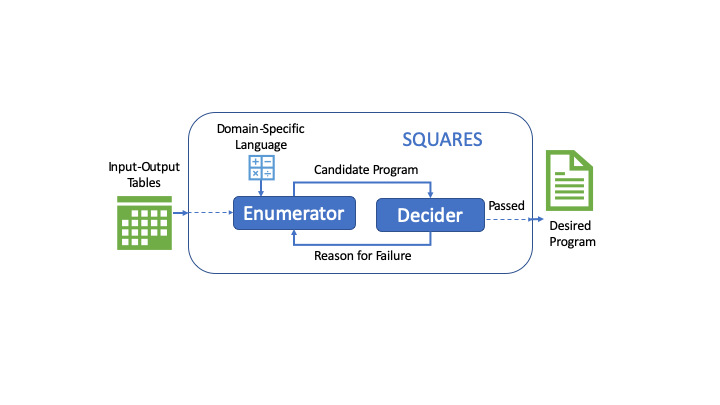 Domain-Specific
Language
SQUARES
Input-Output
Tables
Candidate Program
Enumerator
Decider
Passed
Desired
Program
Reason for Failure